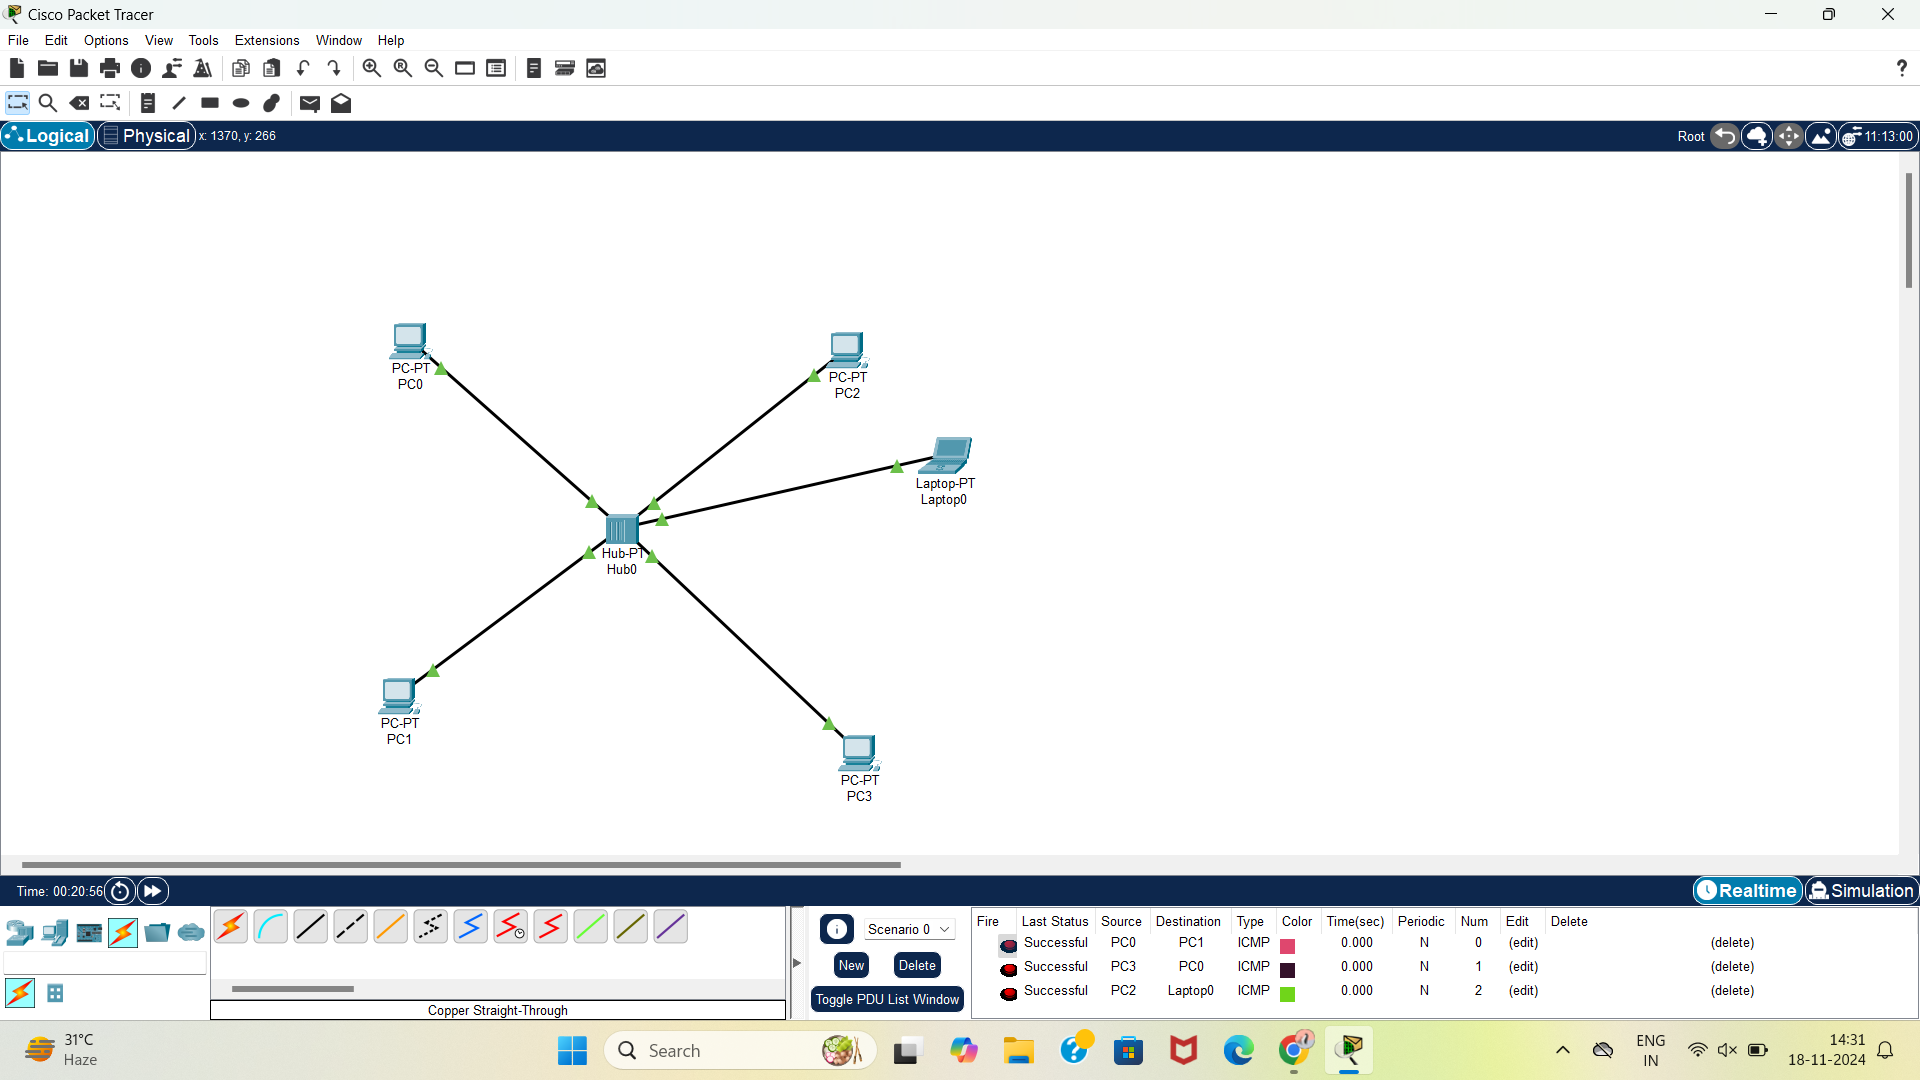 Cisco Packet Tracer
File Edit Options View Tools Extensions Window Help
?
Logical Physical x: 1370, y: 266 Root 11:13:00
PC-PT
PC0
PC-PT
PC2
Laptop-PT
Laptop0
Hub-PT
Hub0
PC-PT
PC1
PC-PT
PC3
Time: 00:20:56 Realtime Simulation
Scenario 0
New Delete
Toggle PDU List Window
Copper Straight-Through
Fire Last Status Source Destination Type Color Time(sec) Periodic Num Edit Delete
Successful PC0 PC1 ICMP 0.000 N 0 (edit) (delete)
Successful PC3 PC0 ICMP 0.000 N 1 (edit) (delete)
Successful PC2 Laptop0 ICMP 0.000 N 2 (edit) (delete)
31°C
Haze
Search
ENG
IN
14:31
18-11-2024